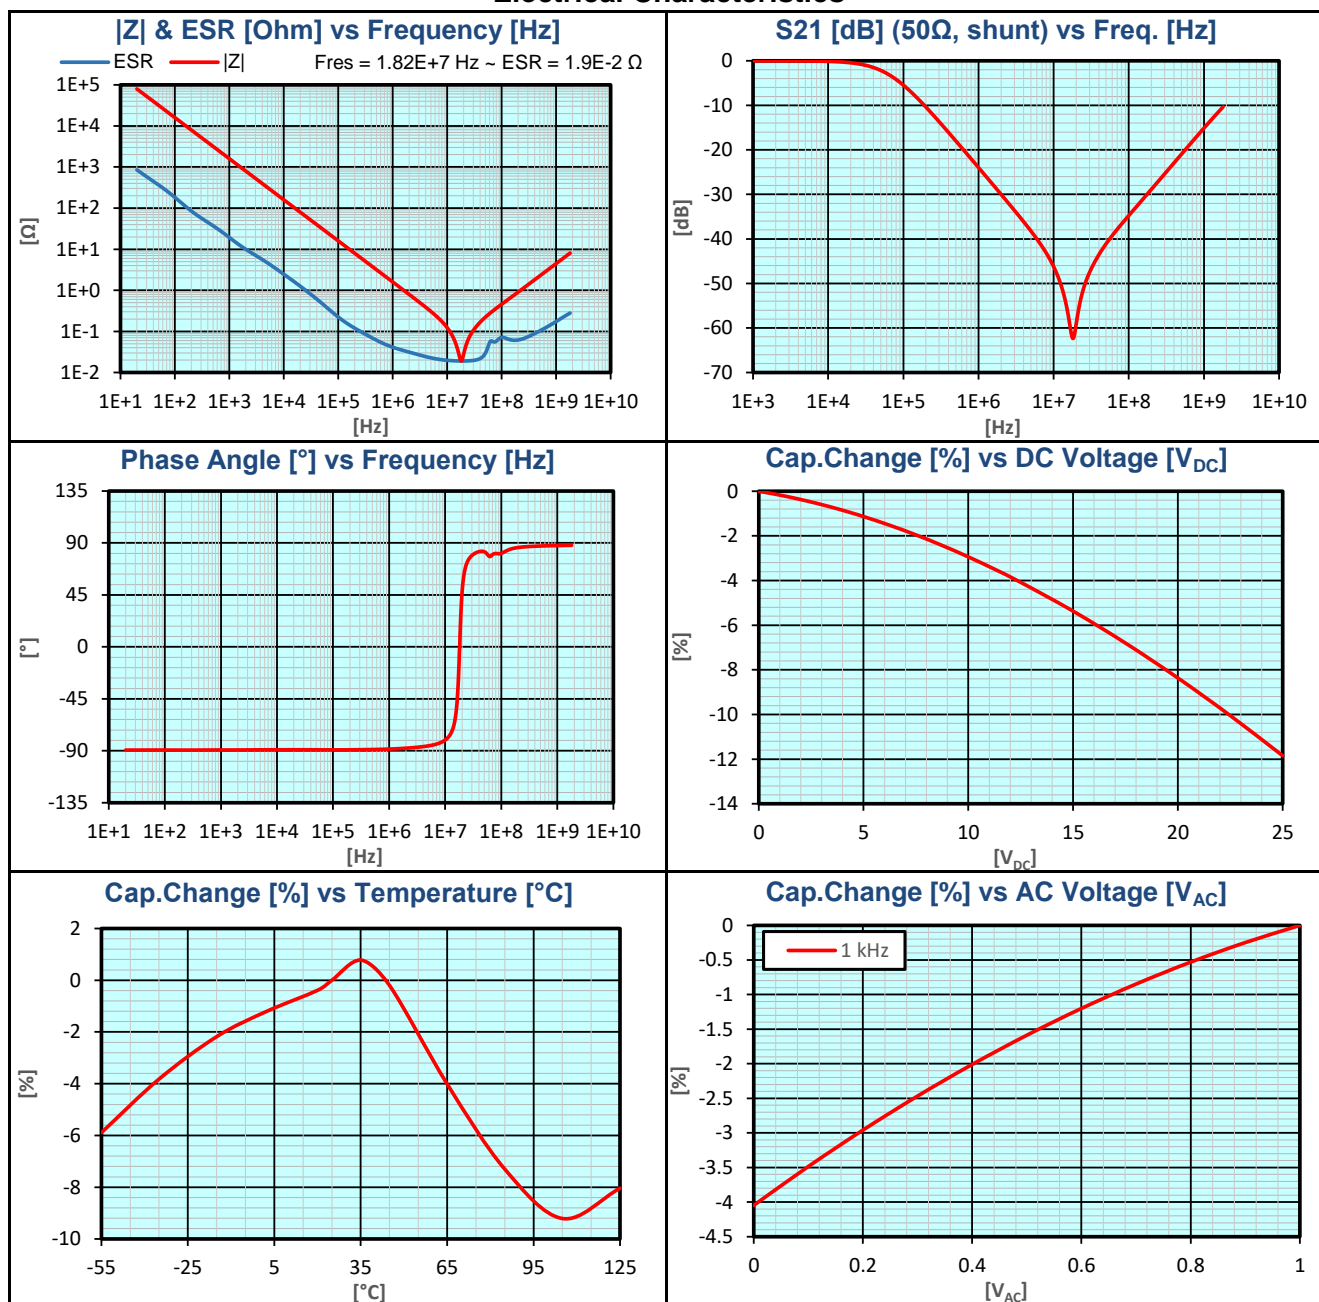 |Z| & ESR [Ohm] vs Frequency [Hz]
ESR |Z| Fres = 1.82E+7 Hz ~ ESR = 1.9E-2 Ω
1E+5
1E+4
1E+3
1E+2
1E+1
1E+0
1E-1
1E-2
[Ω]
1E+1 1E+2 1E+3 1E+4 1E+5 1E+6 1E+7 1E+8 1E+9 1E+10
[Hz]
S21 [dB] (50Ω, shunt) vs Freq. [Hz]
0
-10
-20
-30
-40
-50
-60
-70
[dB]
1E+3 1E+4 1E+5 1E+6 1E+7 1E+8 1E+9 1E+10
[Hz]
Phase Angle [°] vs Frequency [Hz]
135
90
45
0
-45
-90
-135
[°]
1E+1 1E+2 1E+3 1E+4 1E+5 1E+6 1E+7 1E+8 1E+9 1E+10
[Hz]
Cap.Change [%] vs DC Voltage [VDC]
0
-2
-4
-6
-8
-10
-12
-14
[%]
0 5 10 15 20 25
[VDC]
Cap.Change [%] vs Temperature [°C]
2
0
-2
-4
-6
-8
-10
[%]
-55 -25 5 35 65 95 125
[°C]
Cap.Change [%] vs AC Voltage [VAC]
1 kHz
0
-0.5
-1
-1.5
-2
-2.5
-3
-3.5
-4
-4.5
[%]
0 0.2 0.4 0.6 0.8 1
[VAC]